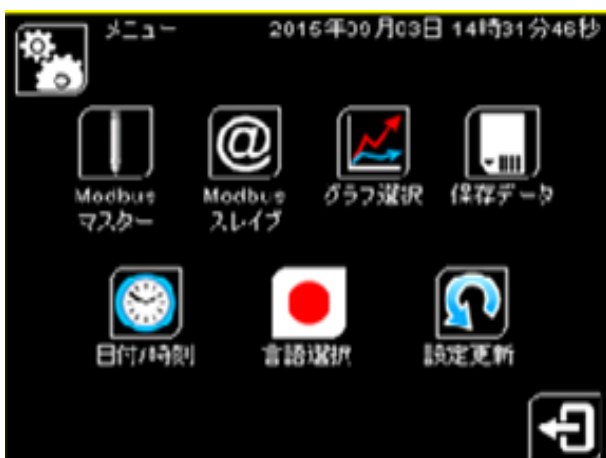 メニュー
2015年09月03日 14時31分46秒
Modbus
マスター
Modbus
スレイブ
グラフ選択
保存データ
日付/時刻
言語選択
設定更新